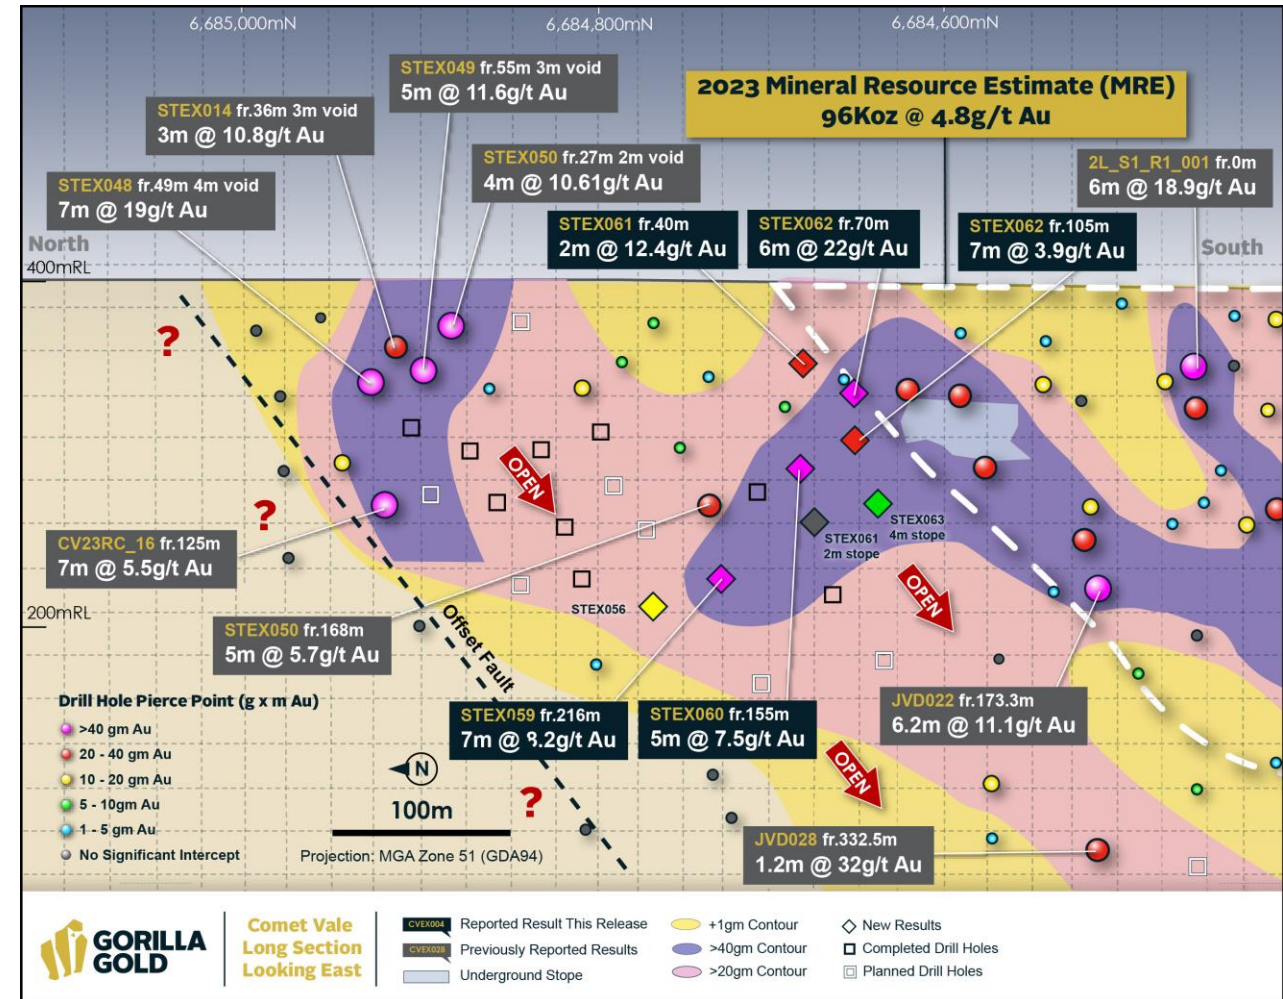 6,685,000mN
6,684,800mN
6,684,600mN
STEX049 fr.55m 3m void
5m @ 11.6g/t Au
2023 Mineral Resource Estimate (MRE)
96Koz @ 4.8g/t Au
STEX014 fr.36m 3m void
3m @ 10.8g/t Au
STEX050 fr.27m 2m void
4m @ 10.61g/t Au
2L_S1_R1_001 fr.0m
6m @ 18.9g/t Au
STEX048 fr.49m 4m void
7m @ 19g/t Au
STEX061 fr.40m
2m @ 12.4g/t Au
STEX062 fr.70m
6m @ 22g/t Au
STEX062 fr.105m
7m @ 3.9g/t Au
North
South
400mRL
?
OPEN
?
STEX061
2m stope
STEX063
4m stope
CV23RC_16 fr.125m
7m @ 5.5g/t Au
OPEN
200mRL
STEX056
Offset Fault
STEX050 fr.168m
5m @ 5.7g/t Au
Drill Hole Pierce Point (g x m Au)
>40 gm Au
20 - 40 gm Au
10 - 20 gm Au
5 - 10gm Au
1 - 5 gm Au
No Significant Intercept
STEX059 fr.216m
7m @ 8.2g/t Au
STEX060 fr.155m
5m @ 7.5g/t Au
JVD022 fr.173.3m
6.2m @ 11.1g/t Au
N
100m
?
OPEN
Projection: MGA Zone 51 (GDA94)
JVD028 fr.332.5m
1.2m @ 32g/t Au
GORILLA
GOLD
Comet Vale
Long Section
Looking East
CVEX004 Reported Result This Release
CVEX028 Previously Reported Results
Underground Stope
+1gm Contour
>40gm Contour
>20gm Contour
New Results
Completed Drill Holes
Planned Drill Holes